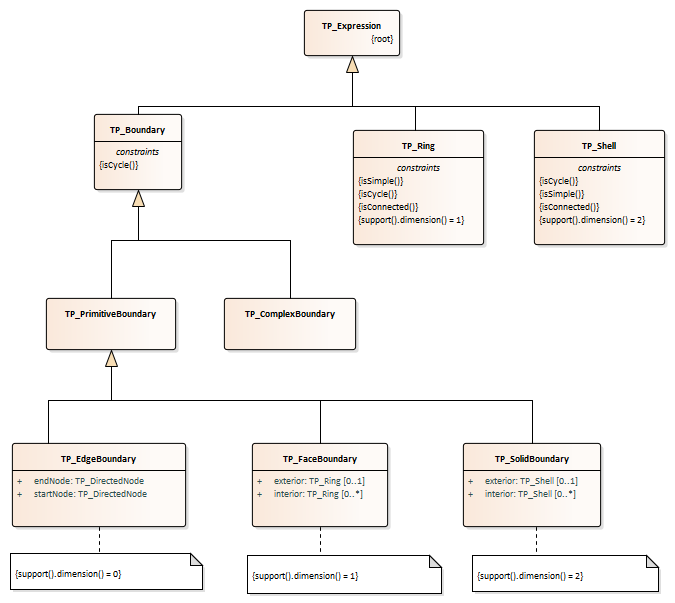 TP_Expression
{root}
TP_Boundary
constraints
{isCycle()}
TP_Ring
constraints
{isSimple()}
{isCycle()}
{isConnected()}
{support().dimension() = 1}
TP_Shell
constraints
{isCycle()}
{isSimple()}
{isConnected()}
{support().dimension() = 2}
TP_PrimitiveBoundary
TP_ComplexBoundary
TP_EdgeBoundary
+ endNode: TP_DirectedNode
+ startNode: TP_DirectedNode
TP_FaceBoundary
+ exterior: TP_Ring [0..1]
+ interior: TP_Ring [0..*]
TP_SolidBoundary
+ exterior: TP_Shell [0..1]
+ interior: TP_Shell [0..*]
{support().dimension() = 0}
{support().dimension() = 1}
{support().dimension() = 2}